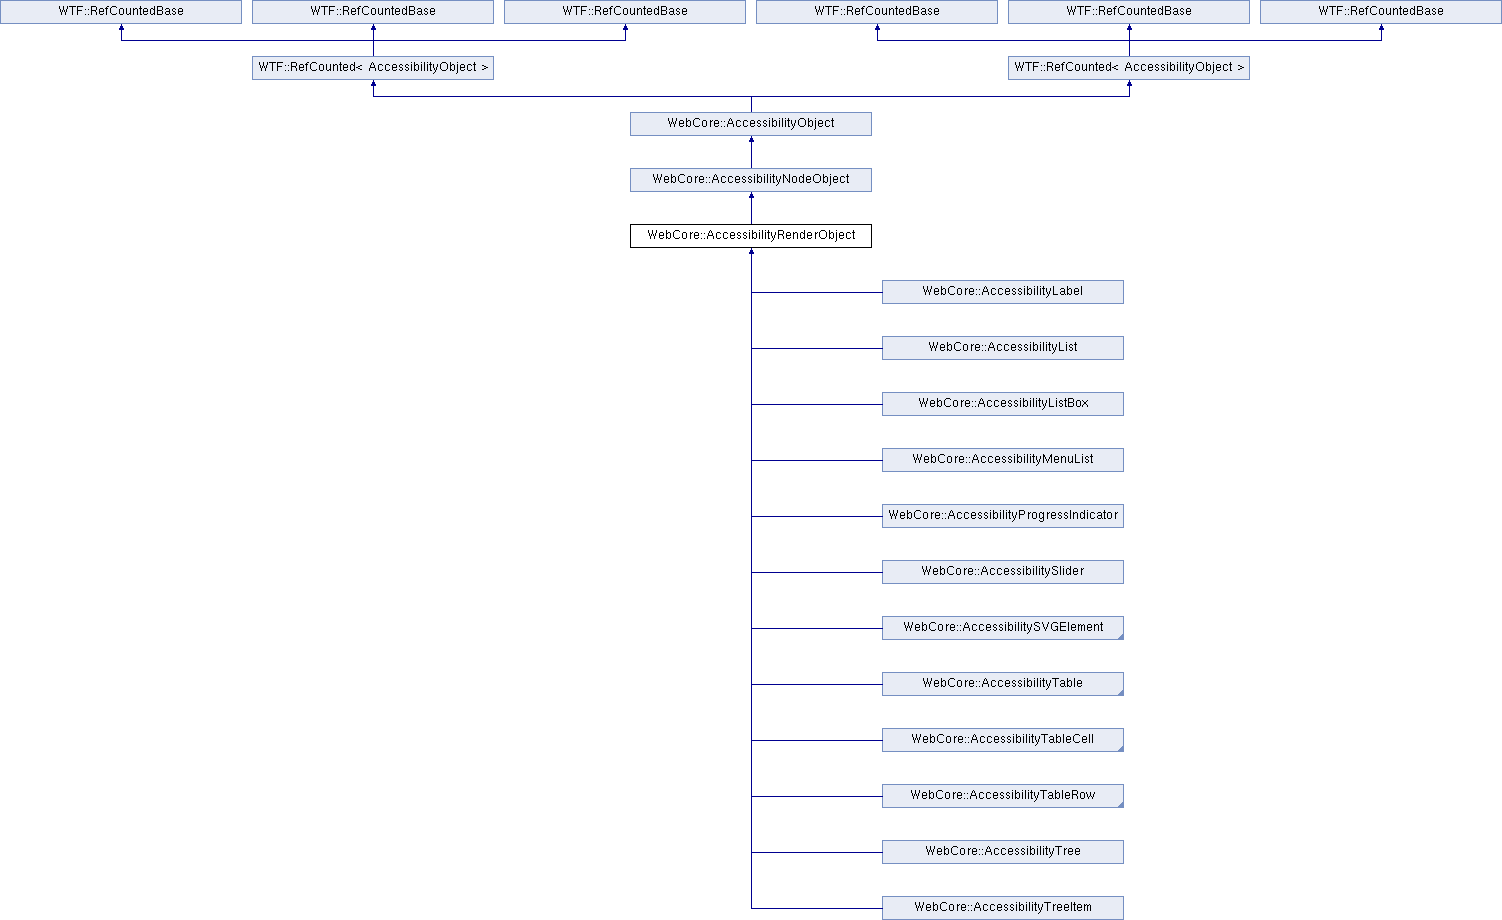 WTF::RefCountedBase
WTF::RefCountedBase
WTF::RefCountedBase
WTF::RefCountedBase
WTF::RefCountedBase
WTF::RefCountedBase
WTF::RefCounted< AccessibilityObject >
WTF::RefCounted< AccessibilityObject >
WebCore::AccessibilityObject
WebCore::AccessibilityNodeObject
WebCore::AccessibilityRenderObject
WebCore::AccessibilityLabel
WebCore::AccessibilityList
WebCore::AccessibilityListBox
WebCore::AccessibilityMenuList
WebCore::AccessibilityProgressIndicator
WebCore::AccessibilitySlider
WebCore::AccessibilitySVGElement
WebCore::AccessibilityTable
WebCore::AccessibilityTableCell
WebCore::AccessibilityTableRow
WebCore::AccessibilityTree
WebCore::AccessibilityTreeItem